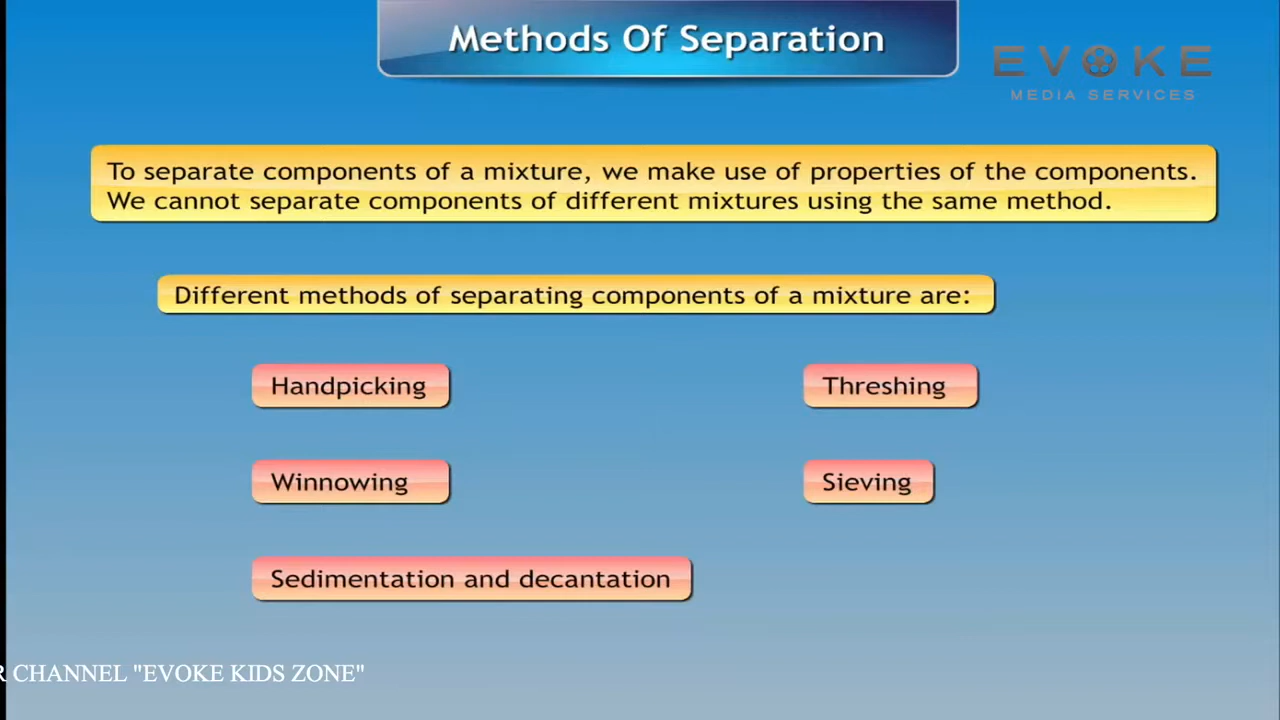 Methods Of Separation
EVOKE
MEDIA SERVICES
To separate components of a mixture, we make use of properties of the components.
We cannot separate components of different mixtures using the same method.
Different methods of separating components of a mixture are:
Handpicking
Threshing
Winnowing
Sieving
Sedimentation and decantation
R CHANNEL "EVOKE KIDS ZONE"